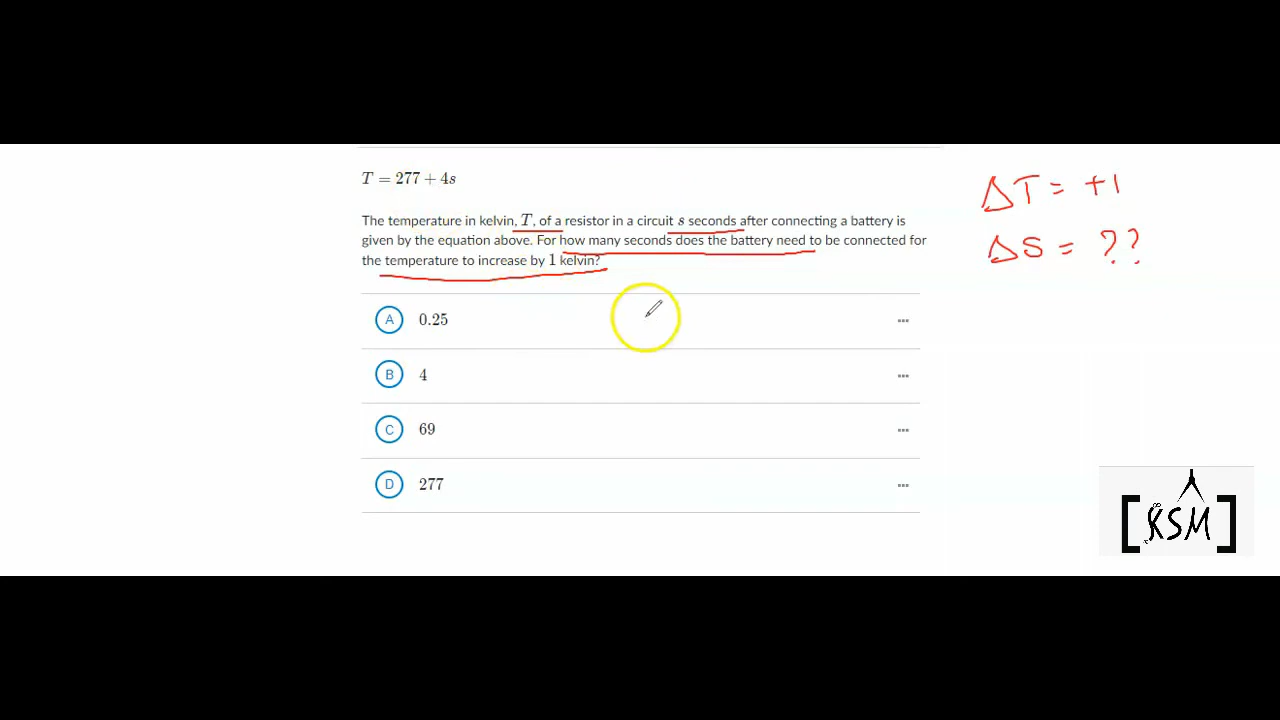 T = 277 + 4s
The temperature in kelvin, T, of a resistor in a circuit s seconds after connecting a battery is
given by the equation above. For how many seconds does the battery need to be connected for
the temperature to increase by 1 kelvin?
A 0.25
B 4
C 69
D 277
ΔT = +1
ΔS = ??
[KSM]